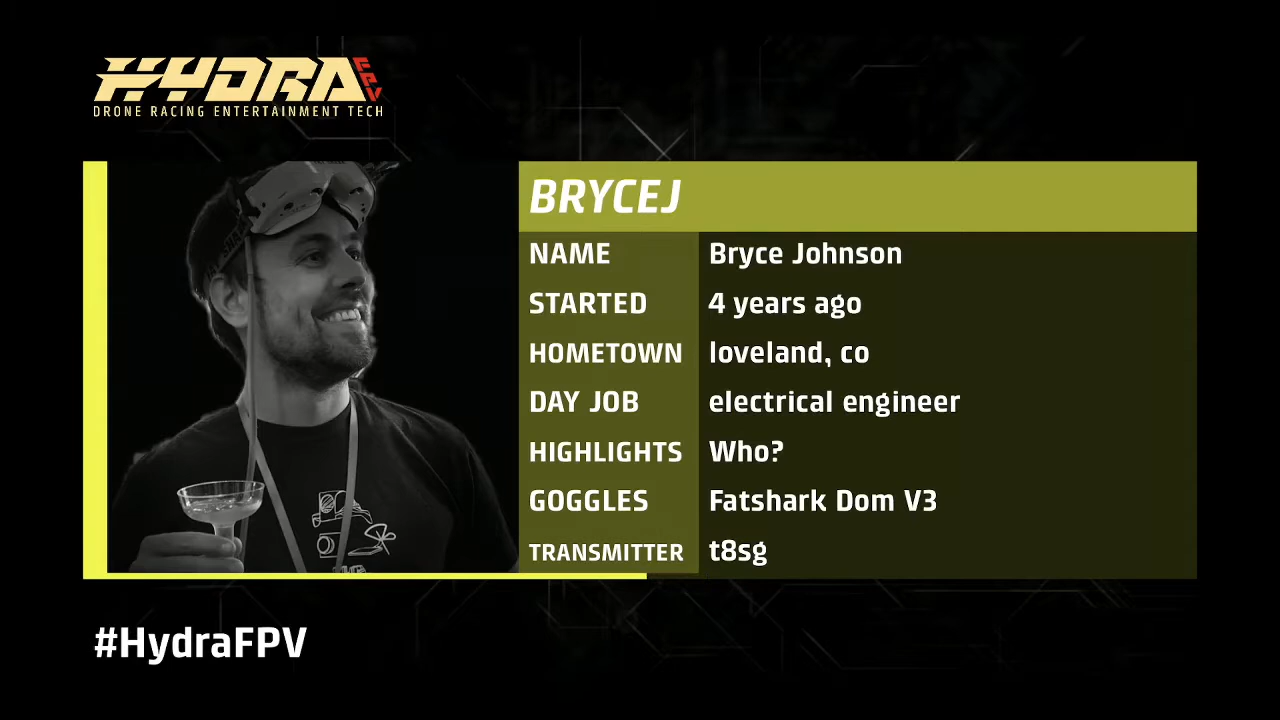 HYDRA FPV
DRONE RACING ENTERTAINMENT TECH
BRYCEJ
NAME Bryce Johnson
STARTED 4 years ago
HOMETOWN loveland, co
DAY JOB electrical engineer
HIGHLIGHTS Who?
GOGGLES Fatshark Dom V3
TRANSMITTER t8sg
#HydraFPV